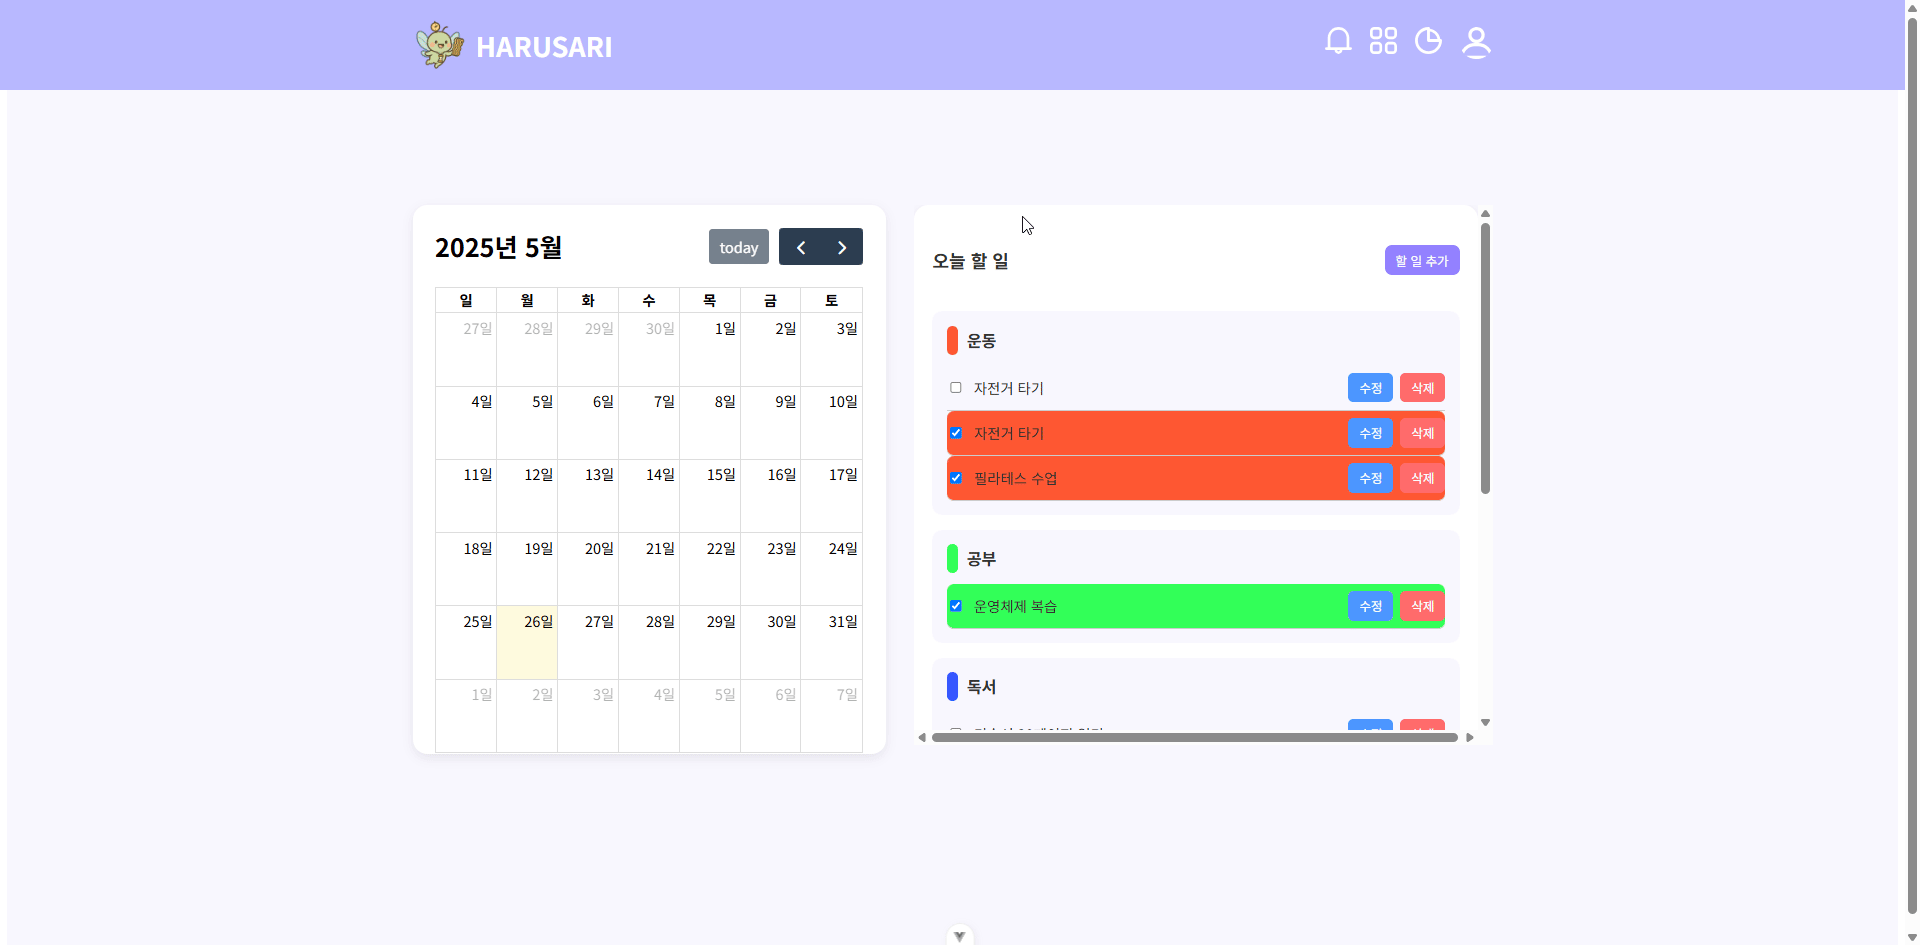 HARUSARI
2025년 5월
today
일 월 화 수 목 금 토
27일 28일 29일 30일 1일 2일 3일
4일 5일 6일 7일 8일 9일 10일
11일 12일 13일 14일 15일 16일 17일
18일 19일 20일 21일 22일 23일 24일
25일 26일 27일 28일 29일 30일 31일
1일 2일 3일 4일 5일 6일 7일
오늘 할 일 할 일 추가
운동
자전거 타기 수정 삭제
자전거 타기 수정 삭제
필라테스 수업 수정 삭제
공부
운영체제 복습 수정 삭제
독서